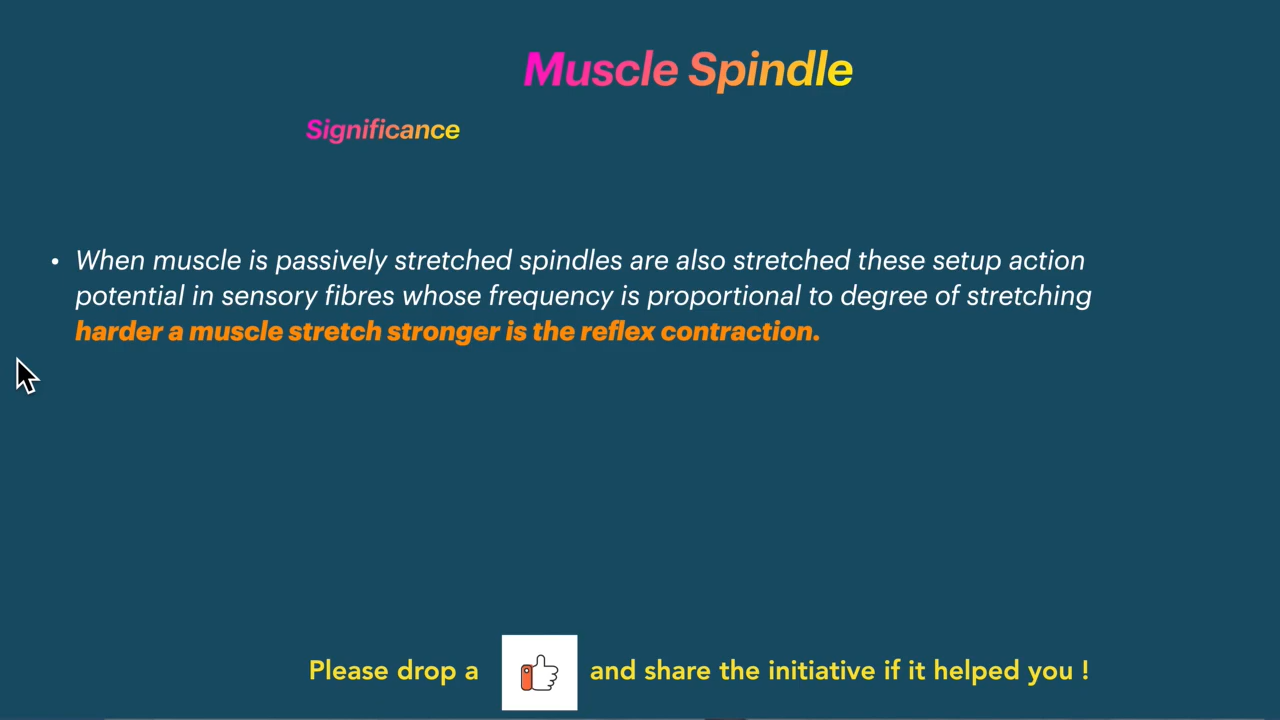 Muscle Spindle
Significance
• When muscle is passively stretched spindles are also stretched these setup action
potential in sensory fibres whose frequency is proportional to degree of stretching
harder a muscle stretch stronger is the reflex contraction.
Please drop a and share the initiative if it helped you !